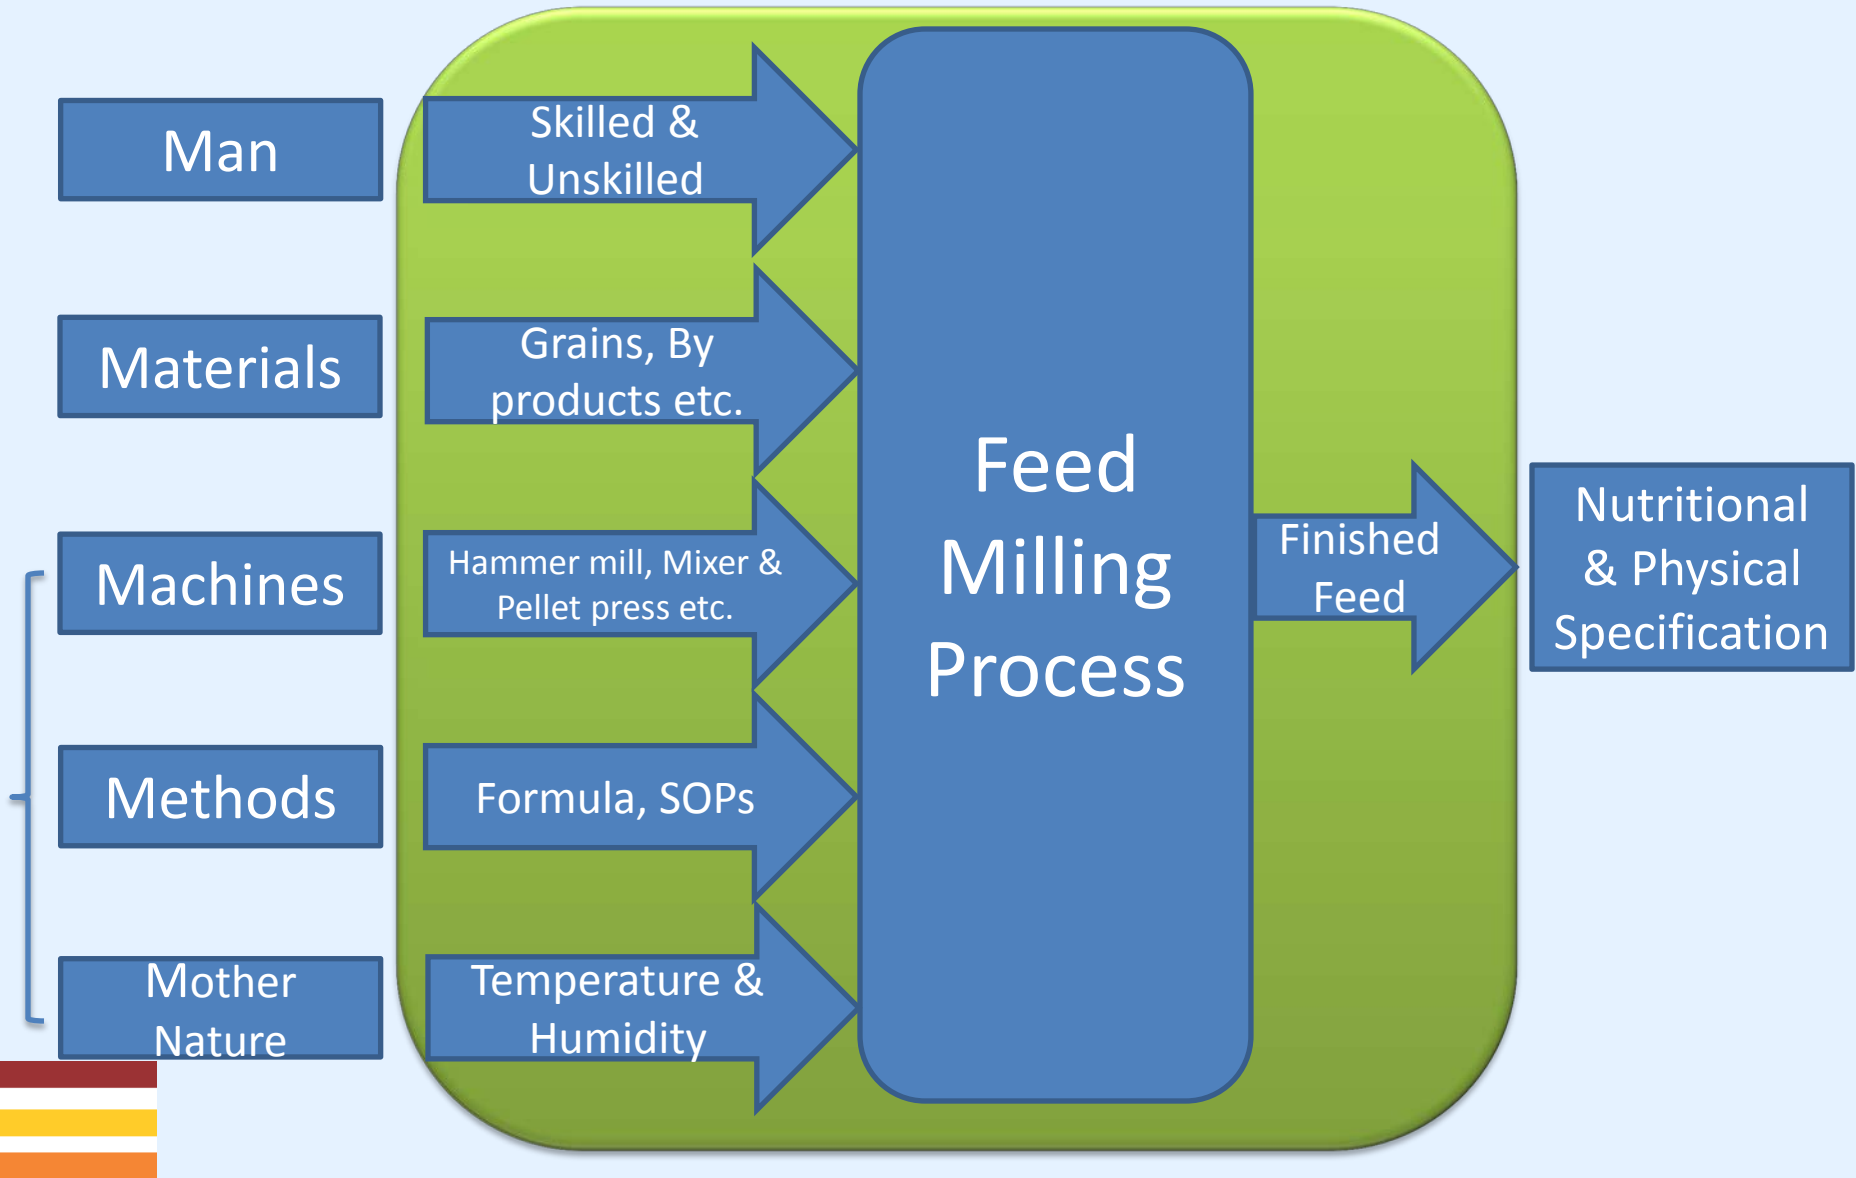 Man
Skilled &
Unskilled
Materials
Grains, By
products etc.
Machines
Hammer mill, Mixer &
Pellet press etc.
Methods
Formula, SOPs
Mother
Nature
Temperature &
Humidity
Feed
Milling
Process
Finished
Feed
Nutritional
& Physical
Specification